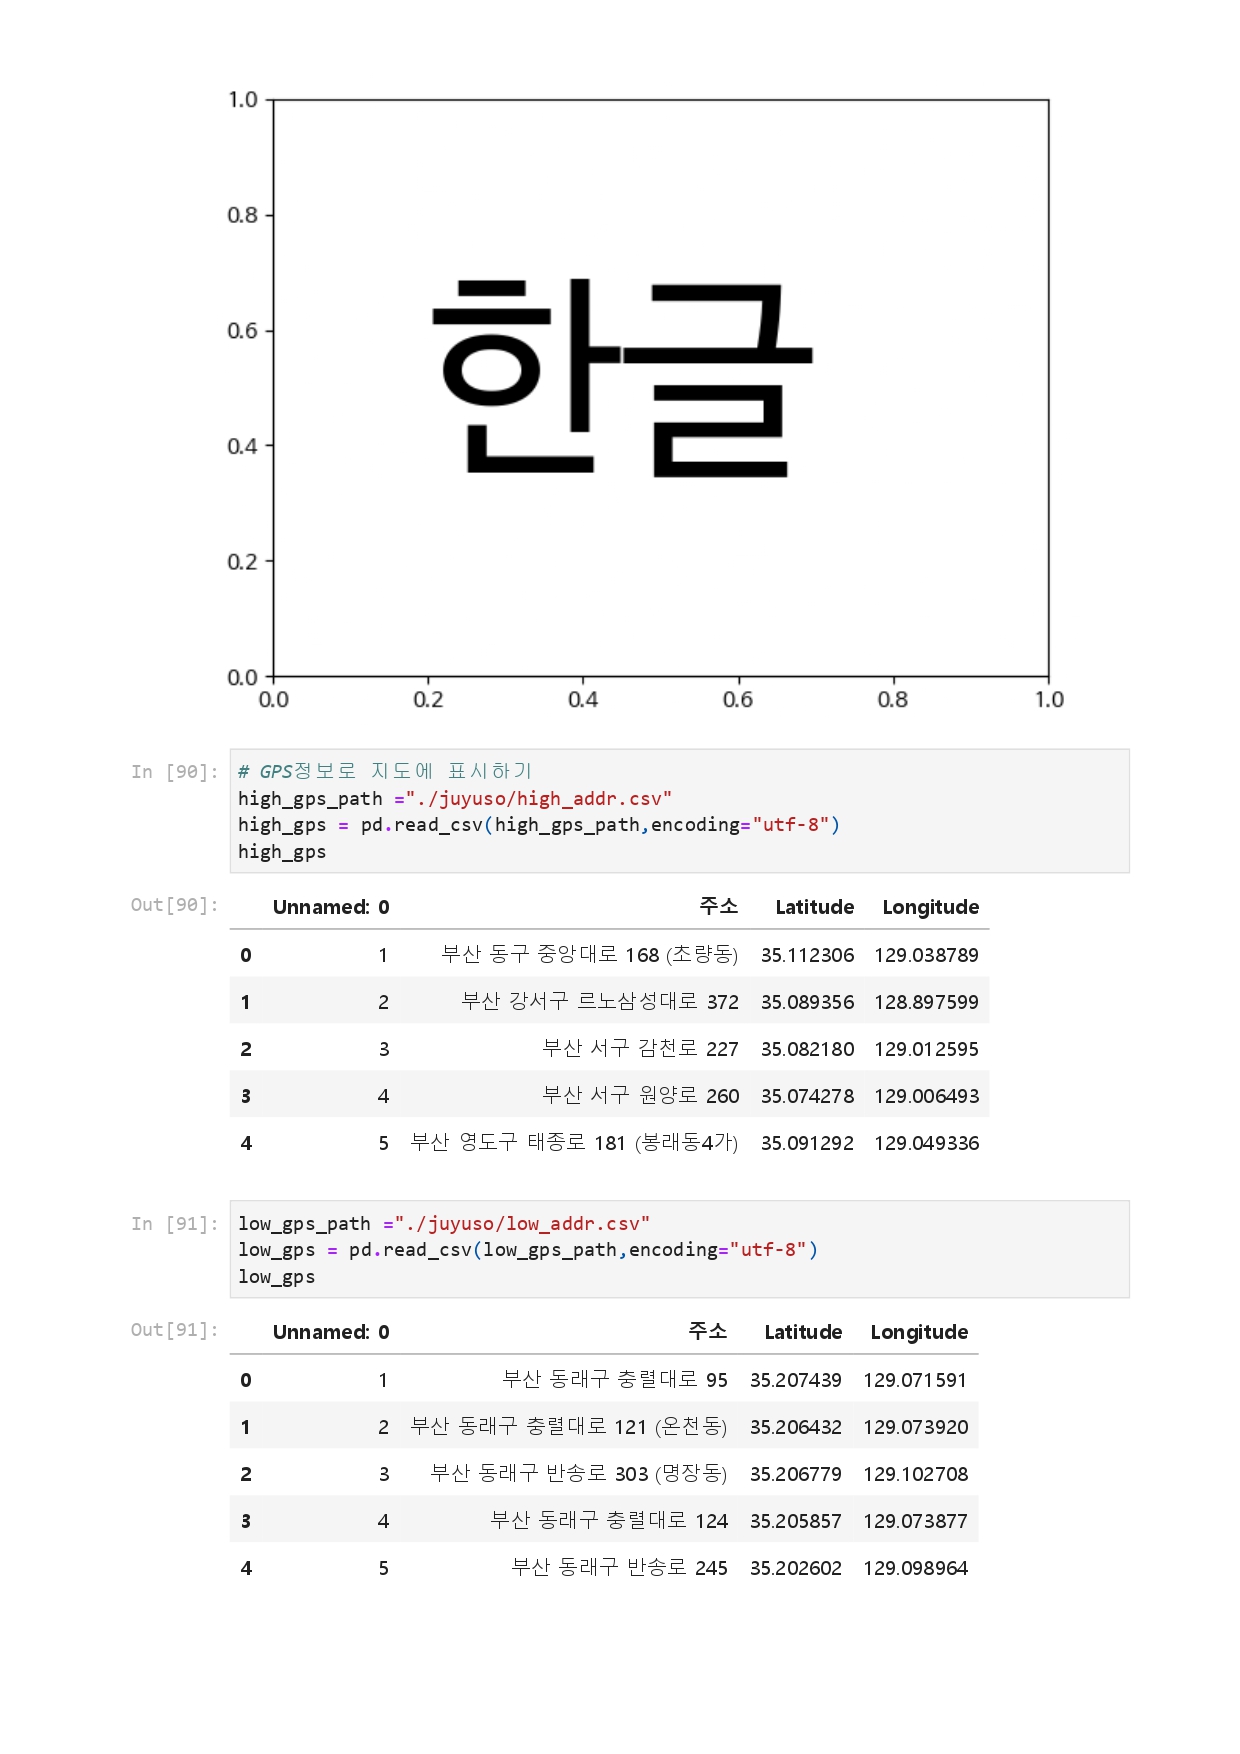 1.0
0.8
0.6
0.4
0.2
0.0
한글
0.0 0.2 0.4 0.6 0.8 1.0
In [90]:
# GPS정보로 지도에 표시하기
high_gps_path ="./juyuso/high_addr.csv"
high_gps = pd.read_csv(high_gps_path,encoding="utf-8")
high_gps
Out[90]:
Unnamed: 0 주소 Latitude Longitude
0 1 부산 동구 중앙대로 168 (초량동) 35.112306 129.038789
1 2 부산 강서구 르노삼성대로 372 35.089356 128.897599
2 3 부산 서구 감천로 227 35.082180 129.012595
3 4 부산 서구 원양로 260 35.074278 129.006493
4 5 부산 영도구 태종로 181 (봉래동4가) 35.091292 129.049336
In [91]:
low_gps_path ="./juyuso/low_addr.csv"
low_gps = pd.read_csv(low_gps_path,encoding="utf-8")
low_gps
Out[91]:
Unnamed: 0 주소 Latitude Longitude
0 1 부산 동래구 충렬대로 95 35.207439 129.071591
1 2 부산 동래구 충렬대로 121 (온천동) 35.206432 129.073920
2 3 부산 동래구 반송로 303 (명장동) 35.206779 129.102708
3 4 부산 동래구 충렬대로 124 35.205857 129.073877
4 5 부산 동래구 반송로 245 35.202602 129.098964